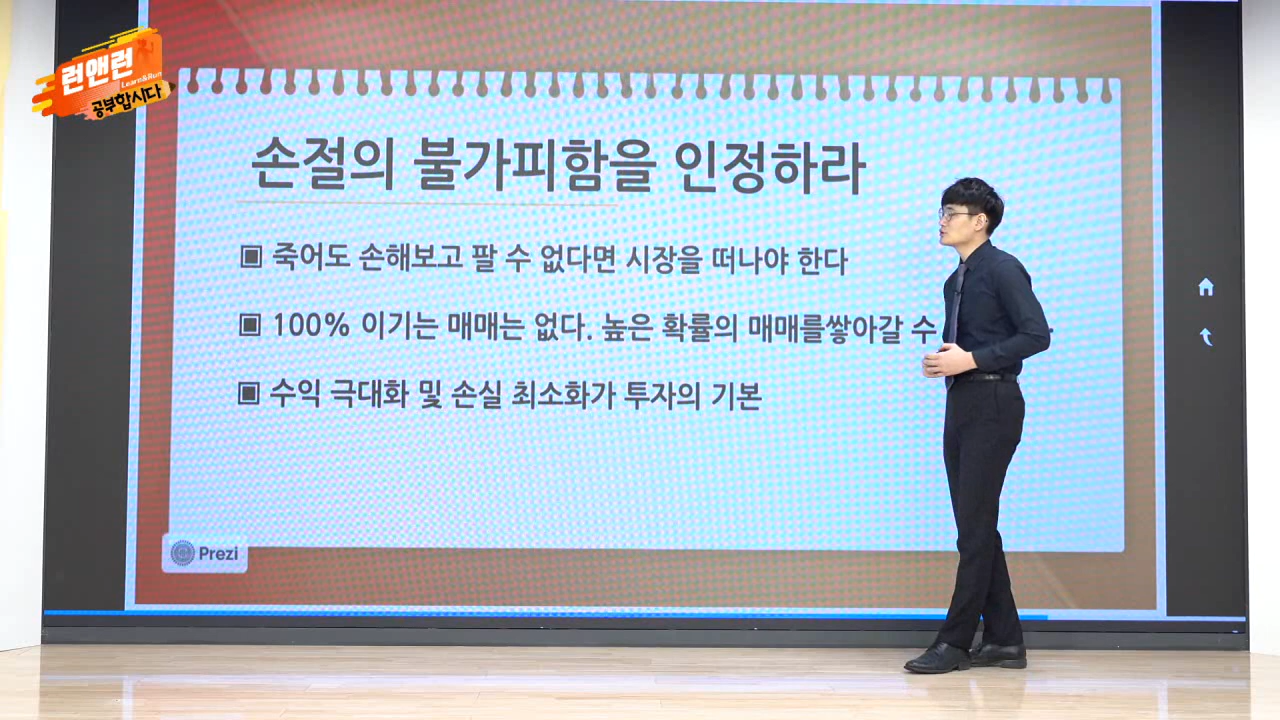 런앤런
Learn&Run
공부합시다
손절의 불가피함을 인정하라
▣ 죽어도 손해보고 팔 수 없다면 시장을 떠나야 한다
▣ 100% 이기는 매매는 없다. 높은 확률의 매매를쌓아갈 수
▣ 수익 극대화 및 손실 최소화가 투자의 기본
Prezi